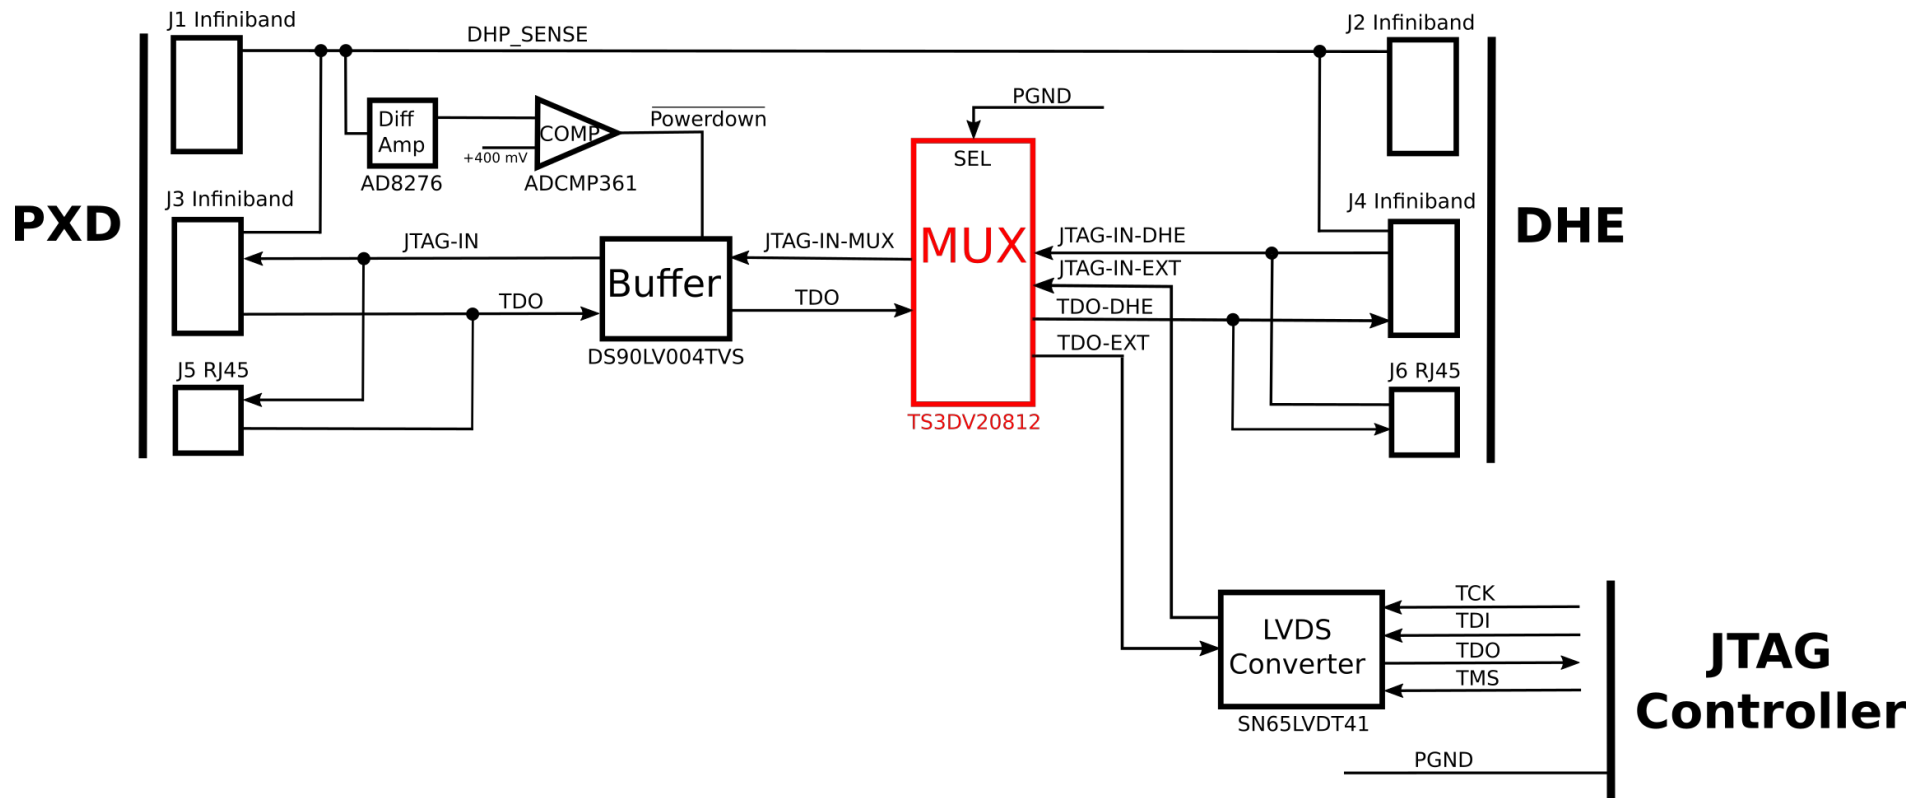 J1 Infiniband
DHP_SENSE
J2 Infiniband
PGND
Diff
Amp
COMP
Powerdown
+400 mV
AD8276
ADCMP361
SEL
J3 Infiniband
J4 Infiniband
PXD
DHE
JTAG-IN
JTAG-IN-MUX
MUX
JTAG-IN-DHE
JTAG-IN-EXT
Buffer
TDO
TDO
TDO-DHE
TDO-EXT
DS90LV004TVS
J5 RJ45
J6 RJ45
TS3DV20812
LVDS
Converter
SN65LVDT41
TCK
TDI
TDO
TMS
JTAG
Controller
PGND